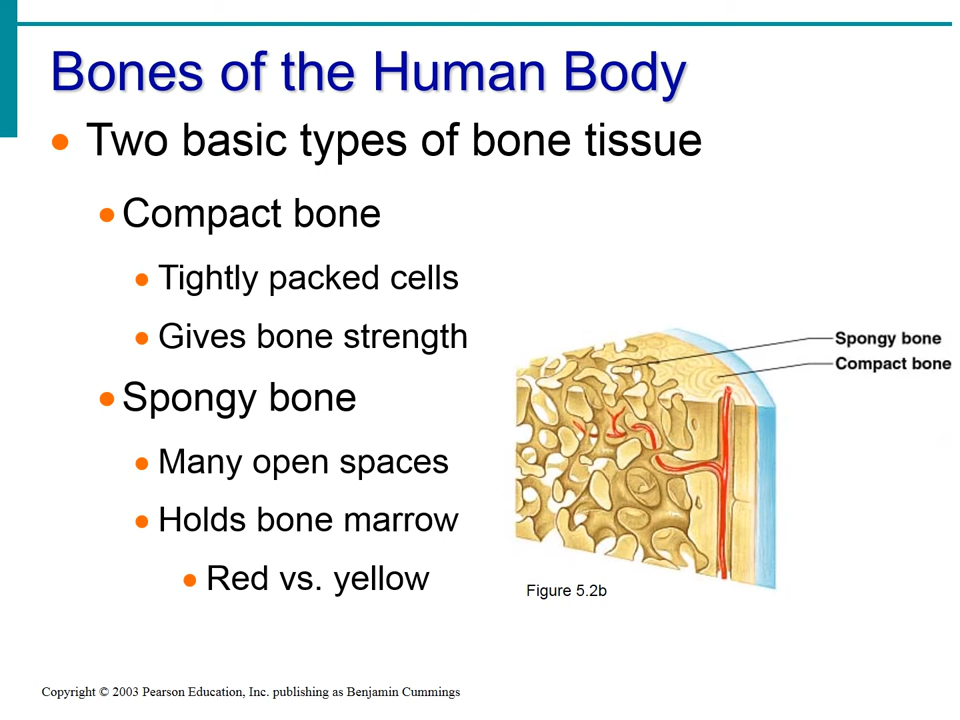 Bones of the Human Body
• Two basic types of bone tissue
• Compact bone
• Tightly packed cells
• Gives bone strength
• Spongy bone
• Many open spaces
• Holds bone marrow
• Red vs. yellow
Spongy bone
Compact bone
Figure 5.2b
Copyright © 2003 Pearson Education, Inc. publishing as Benjamin Cummings